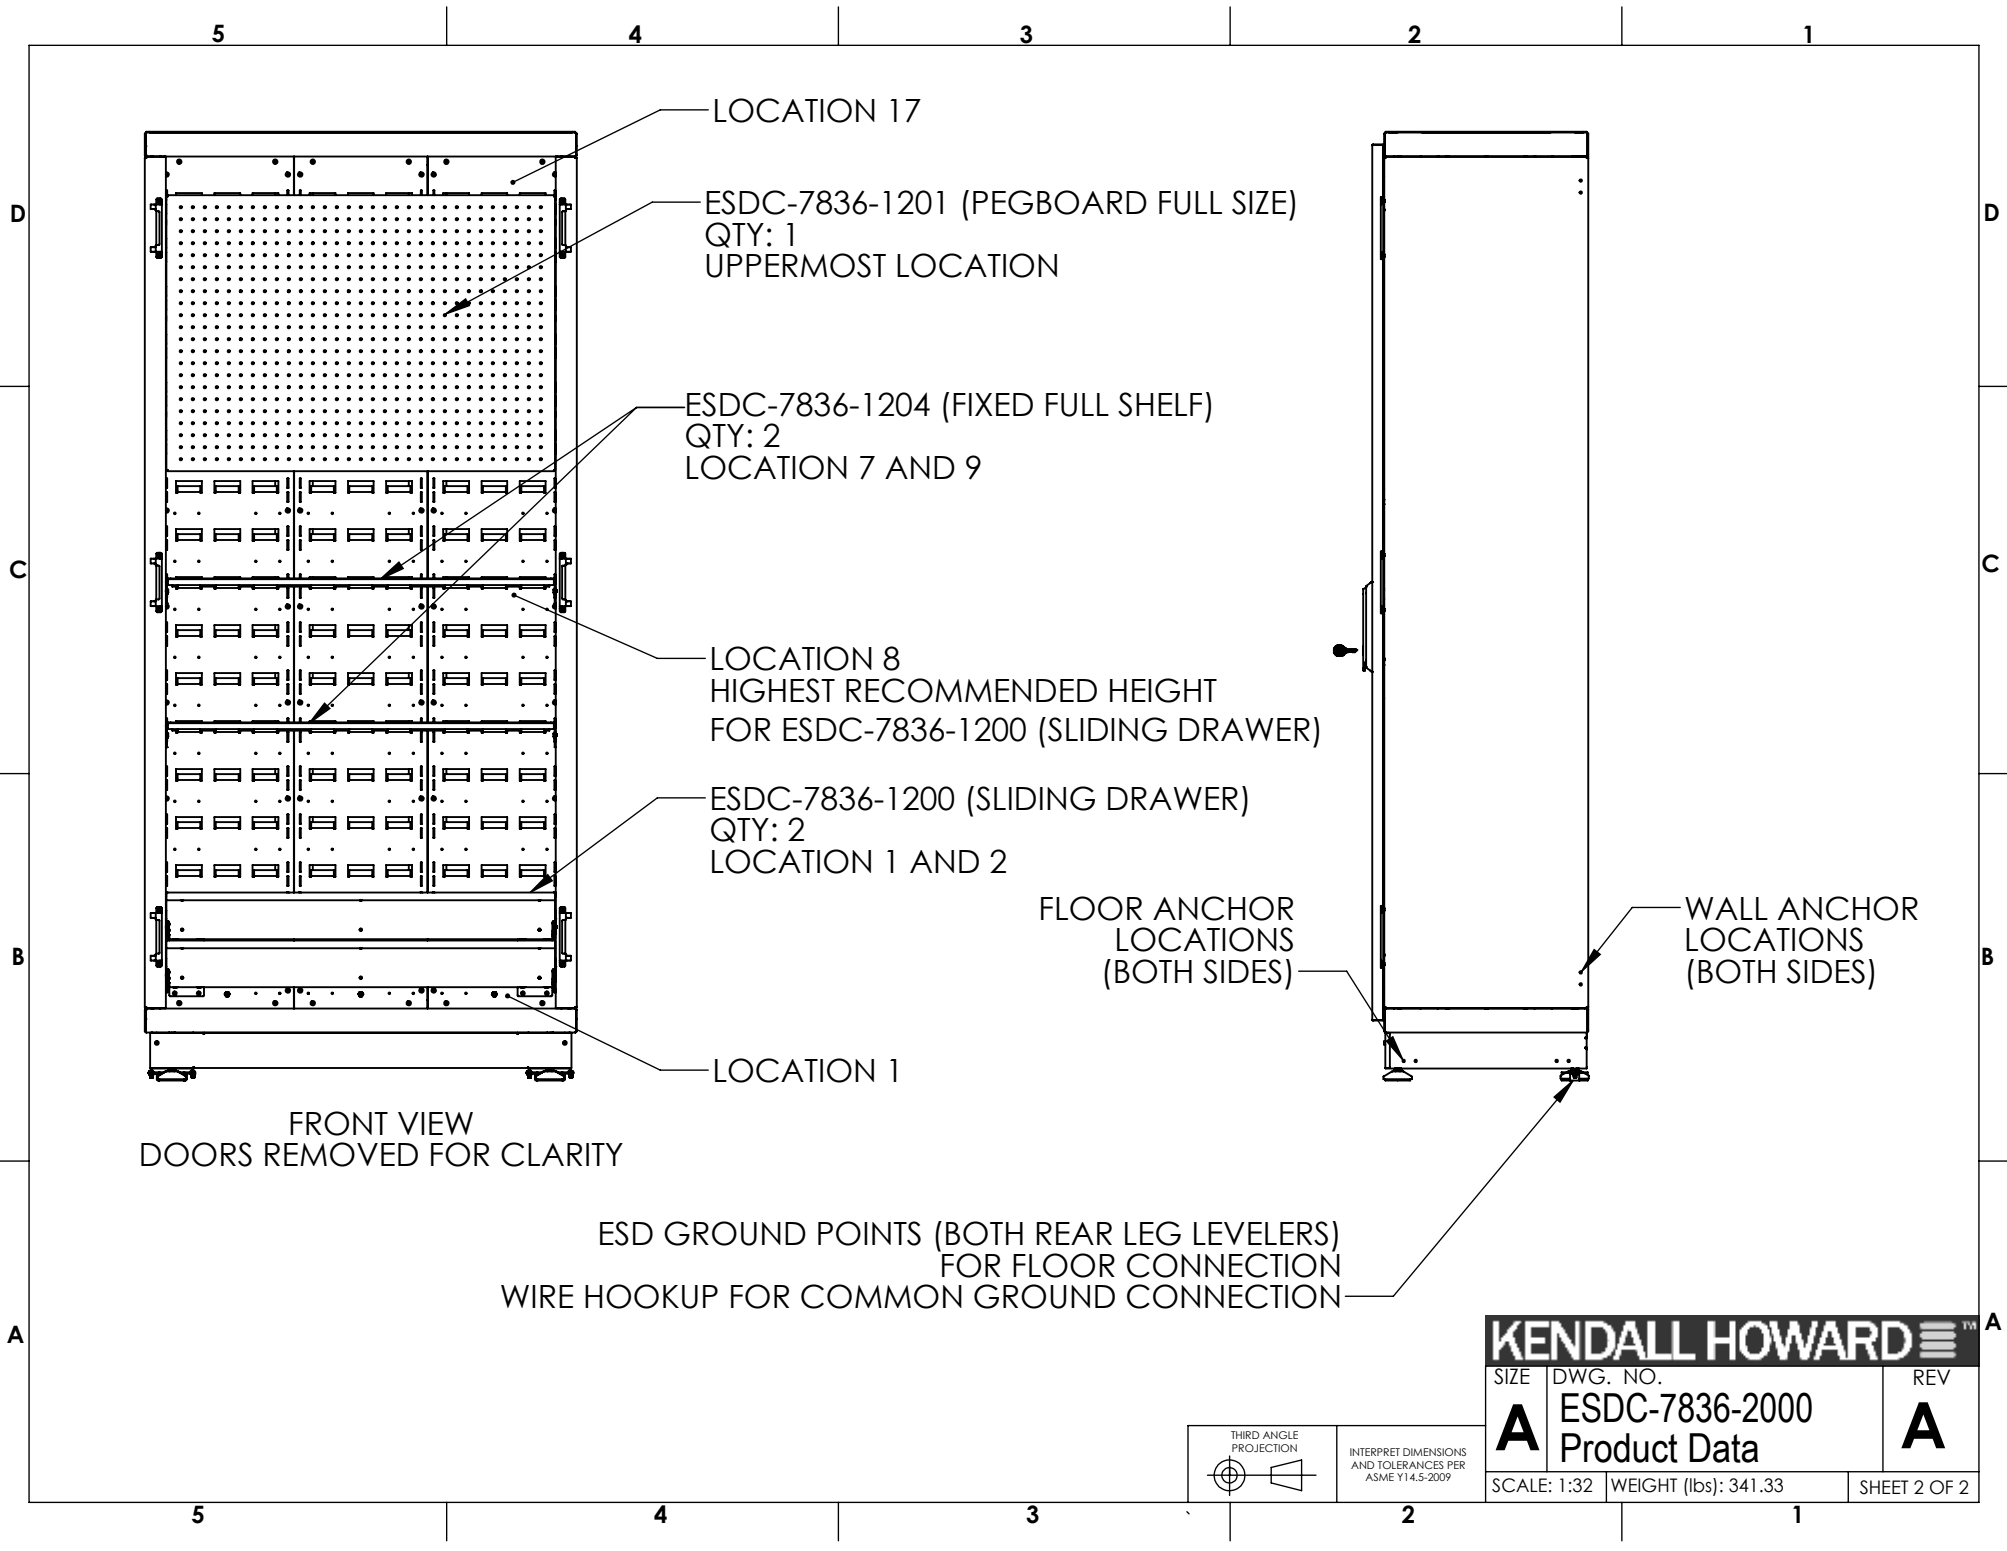 5 4 3 2 1
LOCATION 17
ESDC-7836-1201 (PEGBOARD FULL SIZE)
QTY: 1
UPPERMOST LOCATION
D D
ESDC-7836-1204 (FIXED FULL SHELF)
QTY: 2
LOCATION 7 AND 9
C C
LOCATION 8
HIGHEST RECOMMENDED HEIGHT
FOR ESDC-7836-1200 (SLIDING DRAWER)
ESDC-7836-1200 (SLIDING DRAWER)
QTY: 2
LOCATION 1 AND 2
FLOOR ANCHOR
LOCATIONS
(BOTH SIDES)
WALL ANCHOR
LOCATIONS
(BOTH SIDES)
B B
LOCATION 1
FRONT VIEW
DOORS REMOVED FOR CLARITY
ESD GROUND POINTS (BOTH REAR LEG LEVELERS)
FOR FLOOR CONNECTION
WIRE HOOKUP FOR COMMON GROUND CONNECTION
A A
KENDALL HOWARD TM
SIZE
A
DWG. NO.
ESDC-7836-2000
Product Data
REV
A
THIRD ANGLE
PROJECTION
INTERPRET DIMENSIONS
AND TOLERANCES PER
ASME Y14.5-2009
SCALE: 1:32 WEIGHT (lbs): 341.33 SHEET 2 OF 2
5 4 3 2 1